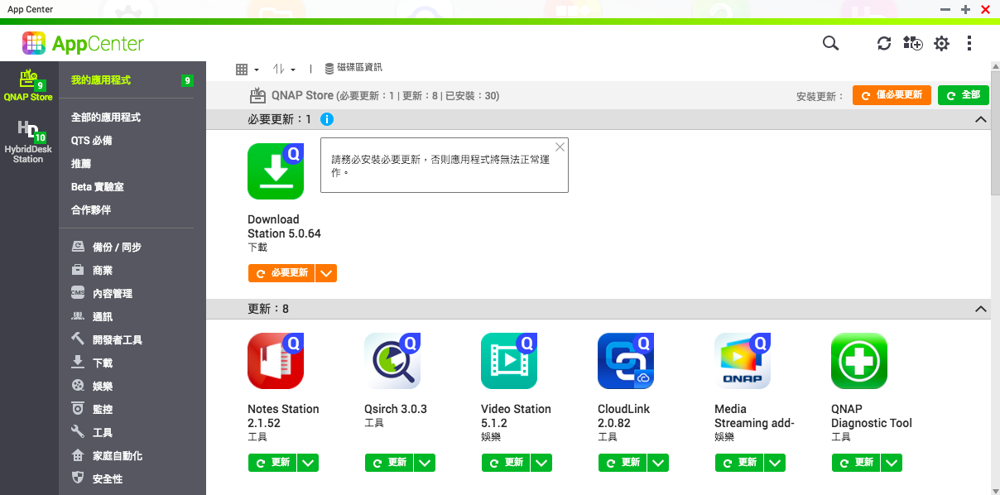 App Center
AppCenter
9
QNAP Store
10
HybridDesk
Station
我的應用程式 9
全部的應用程式
QTS 必備
推薦
Beta 實驗室
合作夥伴
備份 / 同步
商業
CMS 內容管理
通訊
開發者工具
下載
娛樂
監控
工具
家庭自動化
安全性
磁碟區資訊
QNAP Store (必要更新：1 | 更新：8 | 已安裝：30)
安裝更新： 僅必要更新 全部
必要更新：1 i
Q
請務必安裝必要更新，否則應用程式將無法正常運
作。
Download
Station 5.0.64
下載
必要更新
更新：8
Q Q Q Q Q
QNAP
Notes Station
2.1.52
工具
更新
Qsirch 3.0.3
工具
更新
Video Station
5.1.2
娛樂
更新
CloudLink
2.0.82
工具
更新
Media
Streaming add-
娛樂
更新
QNAP
Diagnostic Tool
工具
更新